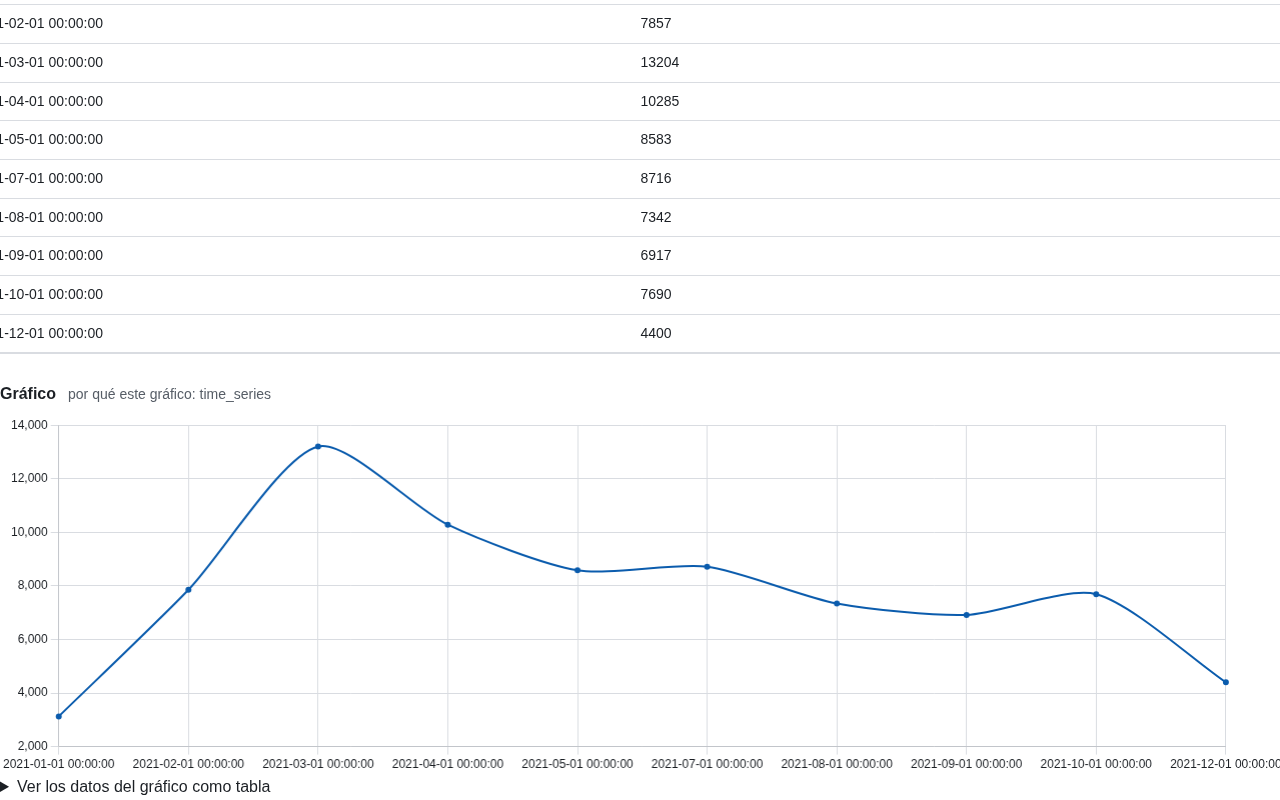 1-02-01 00:00:00 7857
1-03-01 00:00:00 13204
1-04-01 00:00:00 10285
1-05-01 00:00:00 8583
1-07-01 00:00:00 8716
1-08-01 00:00:00 7342
1-09-01 00:00:00 6917
1-10-01 00:00:00 7690
1-12-01 00:00:00 4400
Gráfico por qué este gráfico: time_series
14,000
12,000
10,000
8,000
6,000
4,000
2,000
2021-01-01 00:00:00 2021-02-01 00:00:00 2021-03-01 00:00:00 2021-04-01 00:00:00 2021-05-01 00:00:00 2021-07-01 00:00:00 2021-08-01 00:00:00 2021-09-01 00:00:00 2021-10-01 00:00:00 2021-12-01 00:00:00
Ver los datos del gráfico como tabla